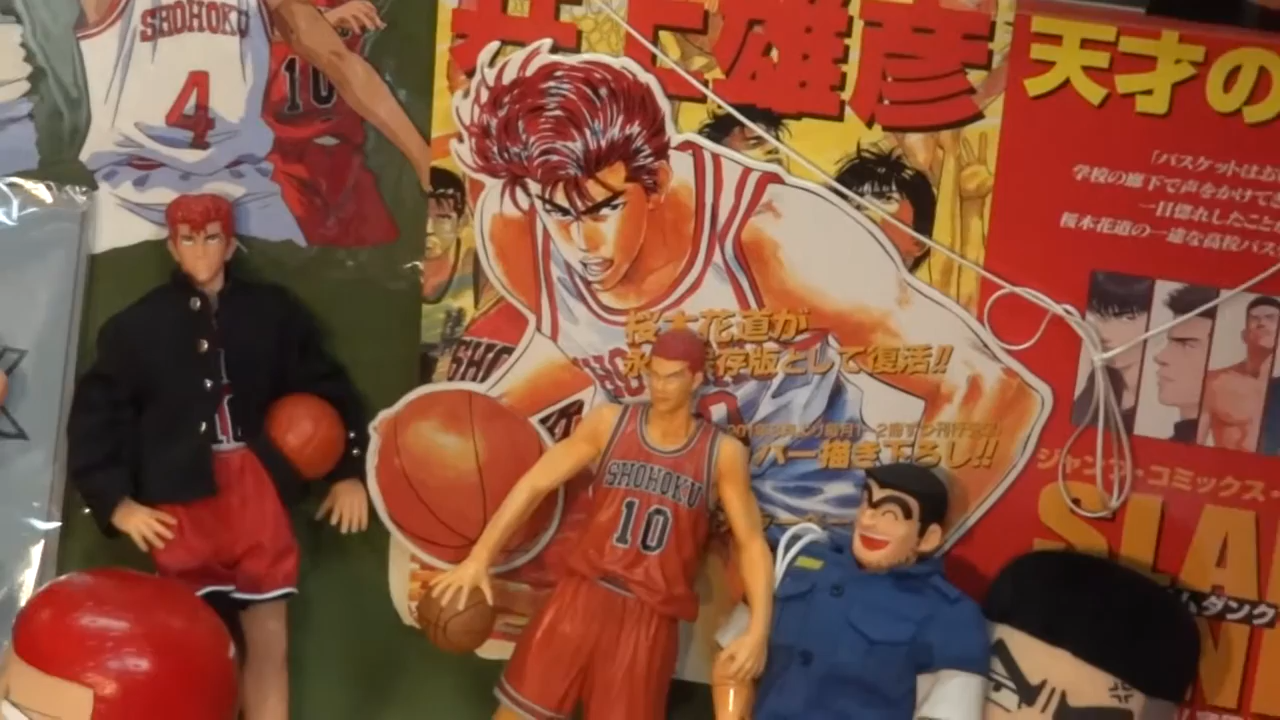 SHOHOKU
4
10
井上雄彦
天才の
「バスケットはお
学校の廊下で声をかけて
一目惚れしたこと
桜木花道の一途な高校バス
SHO
桜木花道が
永 存版として復活!!
バー描き下ろし!!
ジャンプ・コミックス
SLA
ムダンク
SHOHOKU
10